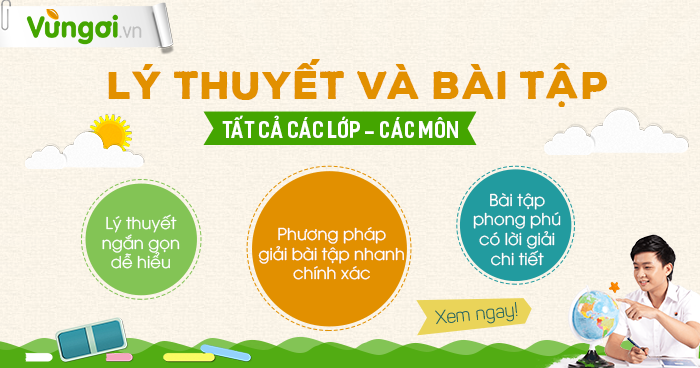 Vừngơi.vn
LÝ THUYẾT VÀ BÀI TẬP
TẤT CẢ CÁC LỚP – CÁC MÔN
Lý thuyết
ngắn gọn
dễ hiểu
Phương pháp
giải bài tập nhanh
chính xác
Bài tập
phong phú
có lời giải
chi tiết
Xem ngay!